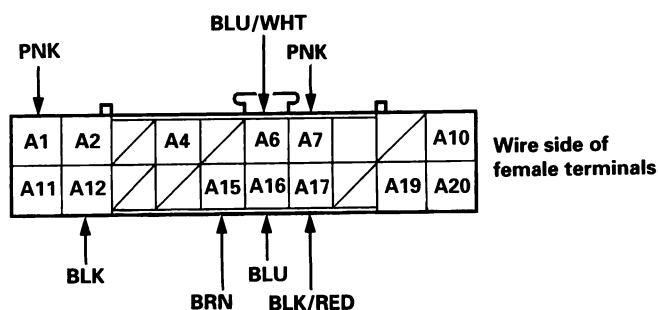 BLU/WHT
PNK PNK
A1 A2 A4 A6 A7 A10
Wire side of
female terminals
A11 A12 A15 A16 A17 A19 A20
BLK BLU
BRN BLK/RED